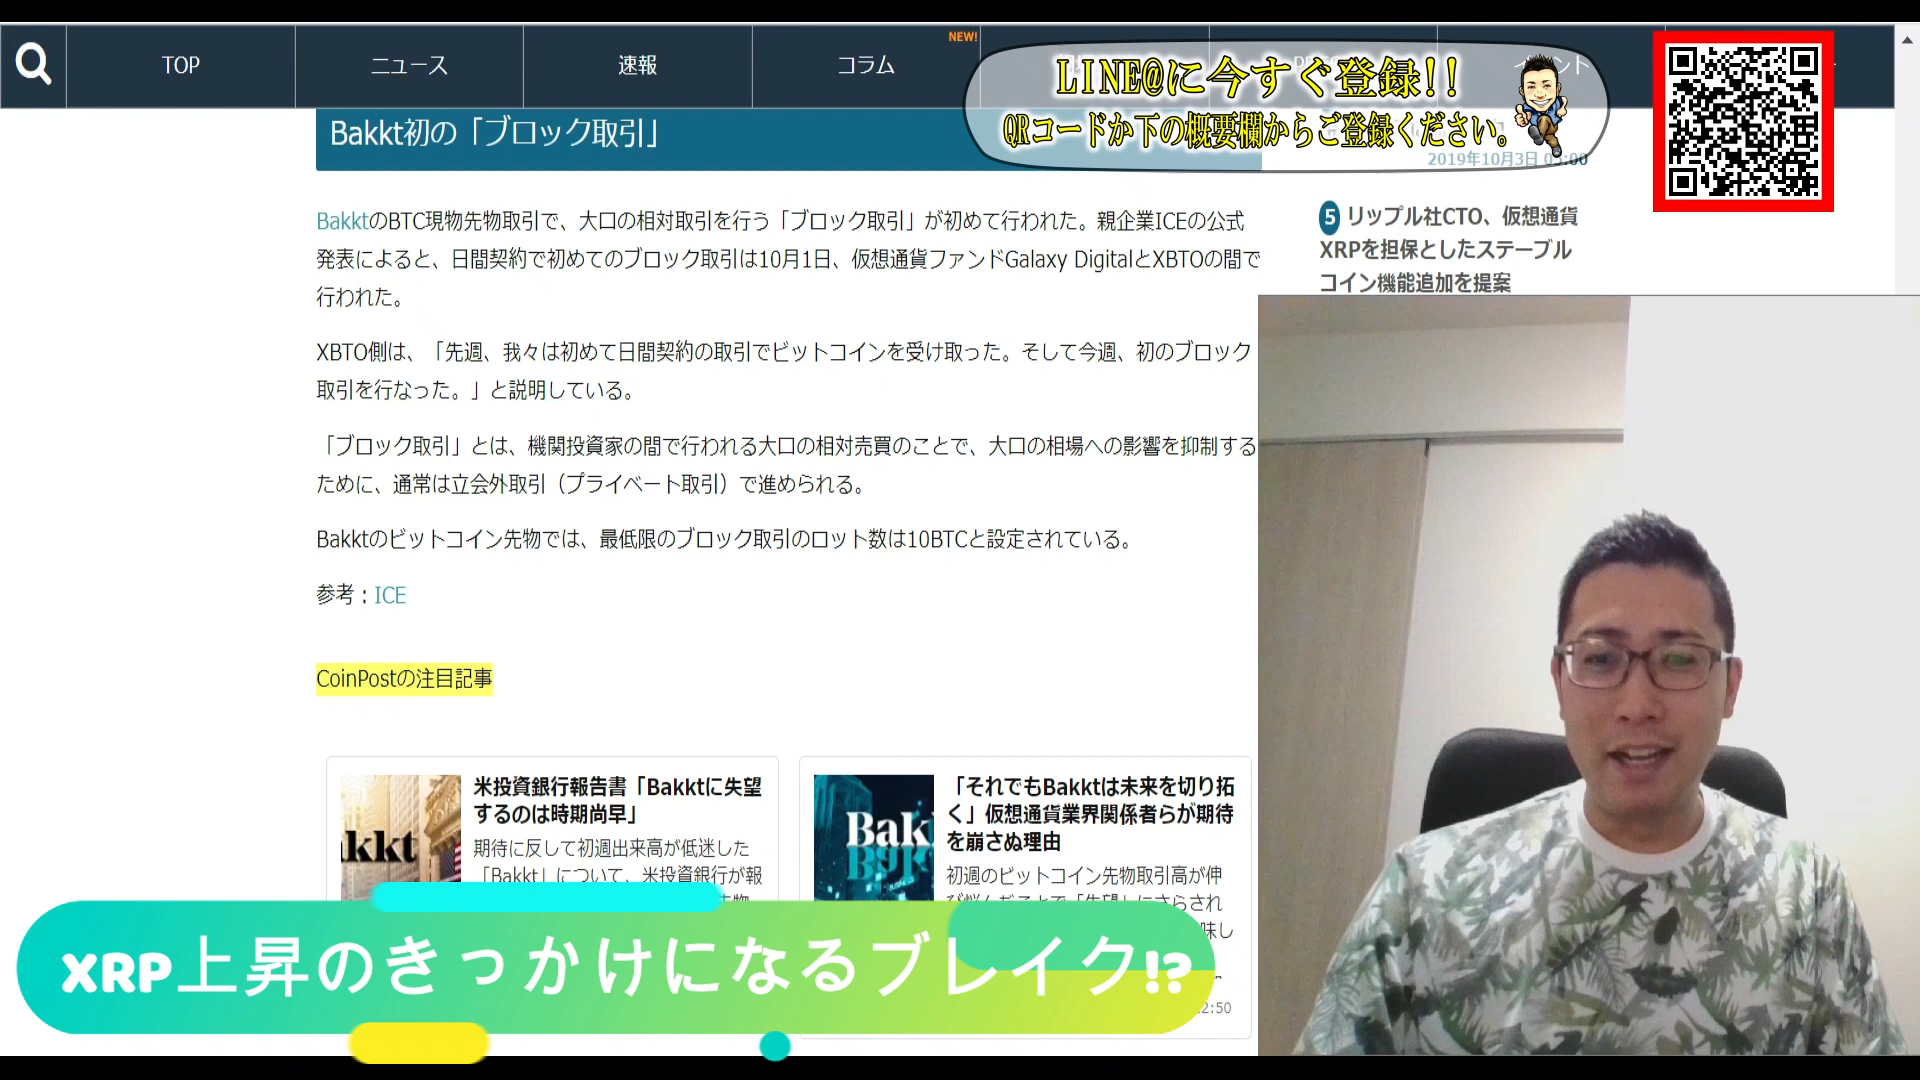 TOP
ニュース
速報
コラム
NEW!
LINE@に今すぐ登録!!
QRコードか下の概要欄からご登録ください。
Bakkt初の「ブロック取引」
2019年10月3日
BakktのBTC現物先物取引で、大口の相対取引を行う「ブロック取引」が初めて行われた。親企業ICEの公式
発表によると、日間契約で初めてのブロック取引は10月1日、仮想通貨ファンドGalaxy DigitalとXBTOの間で
行われた。
5 リップル社CTO、仮想通貨
XRPを担保としたステーブル
コイン機能追加を提案
XBTO側は、「先週、我々は初めて日間契約の取引でビットコインを受け取った。そして今週、初のブロック
取引を行なった。」と説明している。
「ブロック取引」とは、機関投資家の間で行われる大口の相対売買のことで、大口の相場への影響を抑制する
ために、通常は立会外取引（プライベート取引）で進められる。
Bakktのビットコイン先物では、最低限のブロック取引のロット数は10BTCと設定されている。
参考：ICE
CoinPostの注目記事
米投資銀行報告書「Bakktに失望
するのは時期尚早」
期待に反して初週出来高が低迷した
「Bakkt」について、米投資銀行が報
「それでもBakktは未来を切り拓
く」仮想通貨業界関係者らが期待
を崩さぬ理由
初週のビットコイン先物取引高が伸
び悩んだことで「失望」にさらされ
XRP上昇のきっかけになるブレイク!?